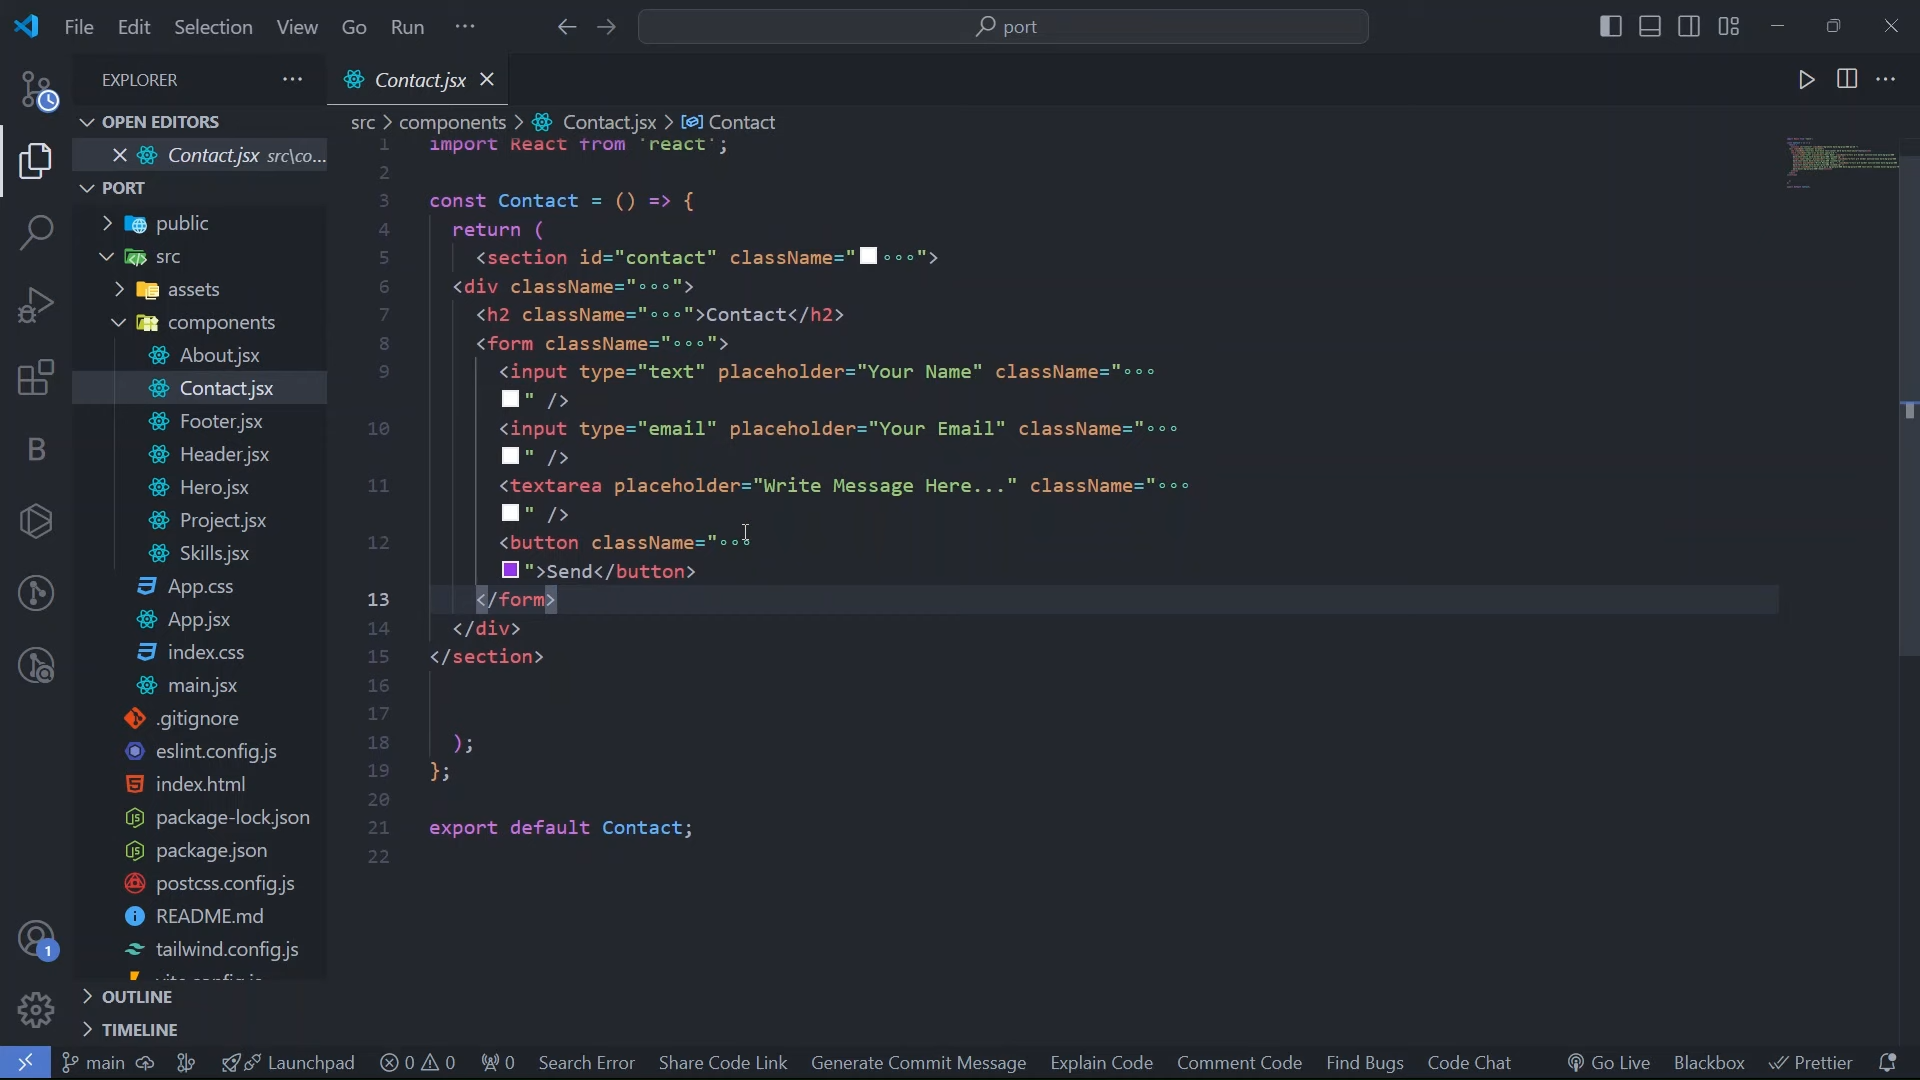 File Edit Selection View Go Run ··· port
EXPLORER ···
OPEN EDITORS
Contact.jsx src\co...
PORT
public
src
assets
components
About.jsx
Contact.jsx
Footer.jsx
Header.jsx
Hero.jsx
Project.jsx
Skills.jsx
App.css
App.jsx
index.css
main.jsx
.gitignore
eslint.config.js
index.html
package-lock.json
package.json
postcss.config.js
README.md
tailwind.config.js
vite.config.js
OUTLINE
TIMELINE
B
1
Contact.jsx
src > components > Contact.jsx > Contact
1 import React from 'react';
2
3 const Contact = () => {
4 return (
5 <section id="contact" className="∘∘∘">
6 <div className="∘∘∘">
7 <h2 className="∘∘∘">Contact</h2>
8 <form className="∘∘∘">
9 <input type="text" placeholder="Your Name" className="∘∘∘
" />
10 <input type="email" placeholder="Your Email" className="∘∘∘
" />
11 <textarea placeholder="Write Message Here..." className="∘∘∘
" />
12 <button className="∘∘∘
">Send</button>
13 </form>
14 </div>
15 </section>
16
17
18 );
19 };
20
21 export default Contact;
22
main Launchpad 0 0 0 Search Error Share Code Link Generate Commit Message Explain Code Comment Code Find Bugs Code Chat Go Live Blackbox Prettier